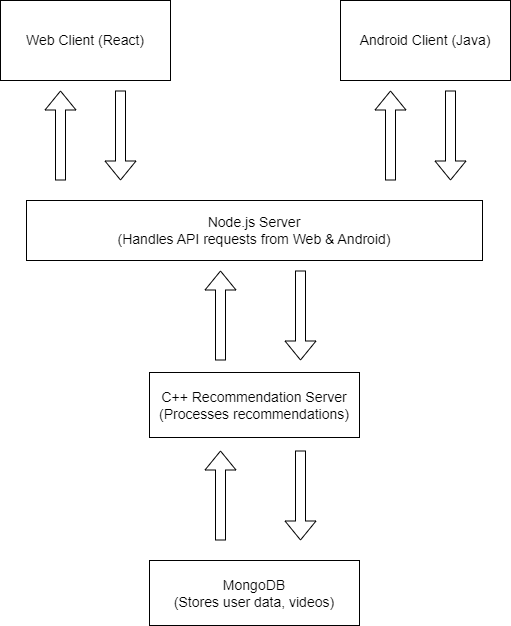 Web Client (React)
Android Client (Java)
Node.js Server
(Handles API requests from Web & Android)
C++ Recommendation Server
(Processes recommendations)
MongoDB
(Stores user data, videos)